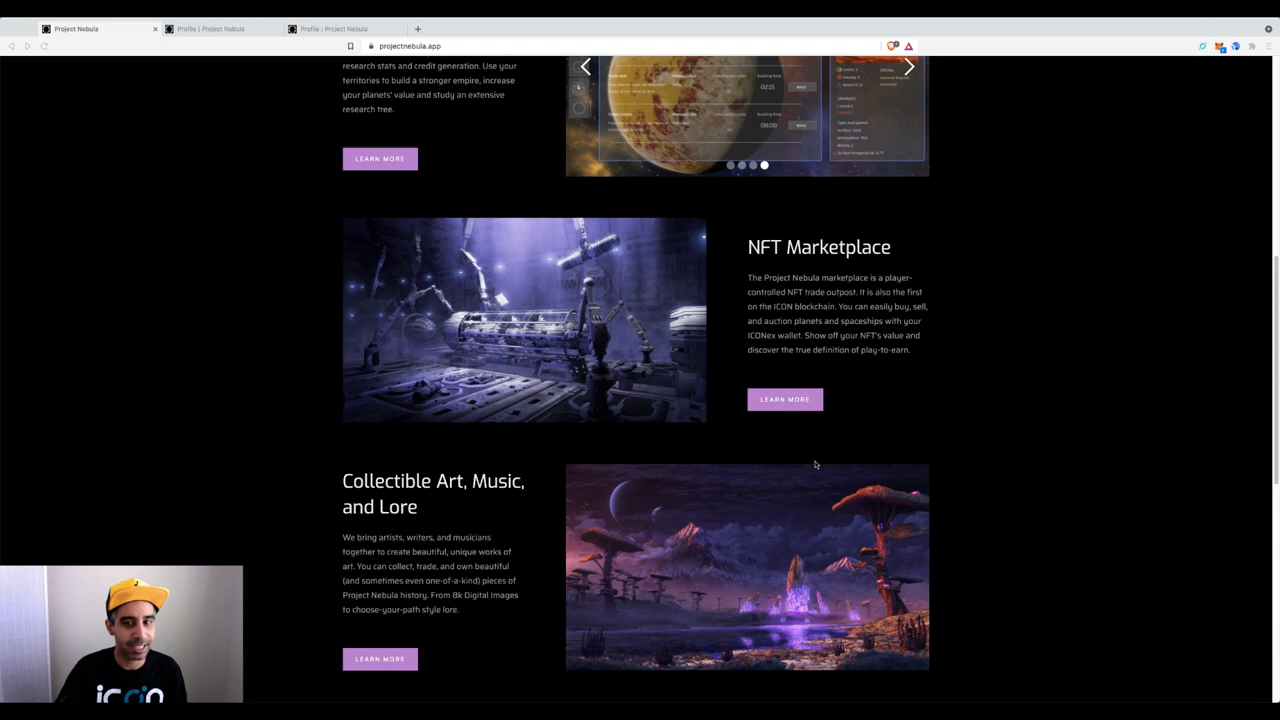 Project Nebula
Profile | Project Nebula
Profile | Project Nebula
projectnebula.app
research stats and credit generation. Use your
territories to build a stronger empire, increase
your planets' value and study an extensive
research tree.
LEARN MORE
02:15
08:00
NFT Marketplace
The Project Nebula marketplace is a player-
controlled NFT trade outpost. It is also the first
on the ICON blockchain. You can easily buy, sell,
and auction planets and spaceships with your
ICONex wallet. Show off your NFT's value and
discover the true definition of play-to-earn.
LEARN MORE
Collectible Art, Music,
and Lore
We bring artists, writers, and musicians
together to create beautiful, unique works of
art. You can collect, trade, and own beautiful
(and sometimes even one-of-a-kind) pieces of
Project Nebula history. From 8k Digital Images
to choose-your-path style lore.
LEARN MORE
icon